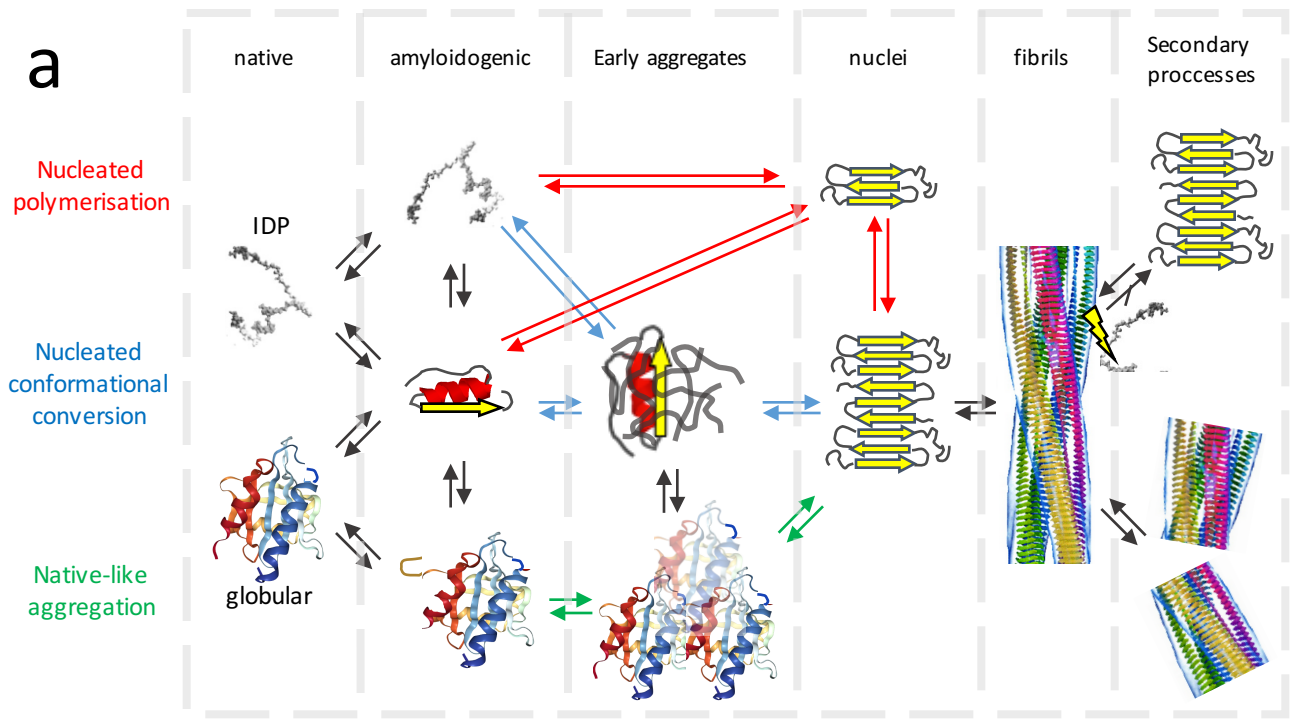 a
native
amyloidogenic
Early aggregates
nuclei
fibrils
Secondary
proccesses
Nucleated
polymerisation
IDP
Nucleated
conformational
conversion
Native-like
aggregation
globular